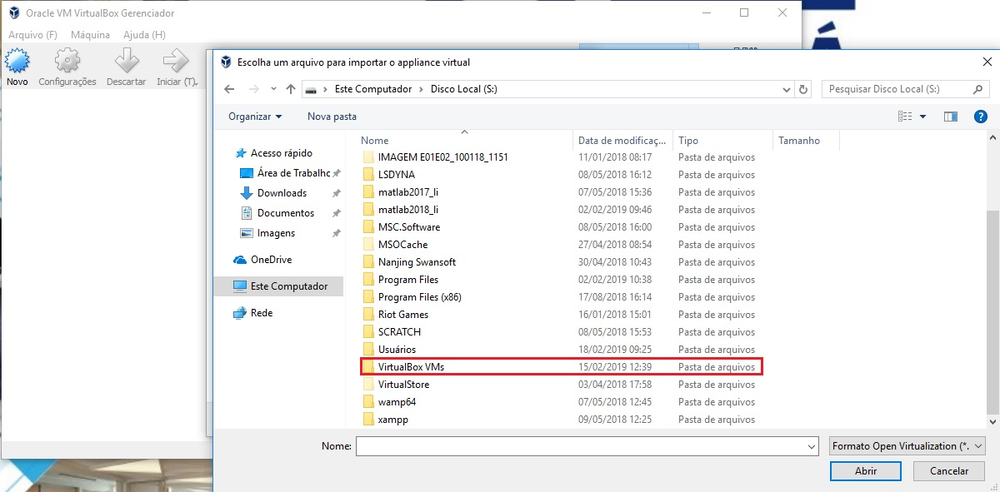 Oracle VM VirtualBox Gerenciador
Arquivo (F) Máquina Ajuda (H)
Novo Configurações Descartar Iniciar (T)
Escolha um arquivo para importar o appliance virtual
Este Computador > Disco Local (S:)
Pesquisar Disco Local (S:)
Organizar Nova pasta
Acesso rápido
Área de Trabalho
Downloads
Documentos
Imagens
OneDrive
Este Computador
Rede
Nome Data de modificaç... Tipo Tamanho
IMAGEM E01E02_100118_1151 11/01/2018 08:17 Pasta de arquivos
LSDYNA 08/05/2018 16:12 Pasta de arquivos
matlab2017_li 07/05/2018 15:36 Pasta de arquivos
matlab2018_li 02/02/2019 09:46 Pasta de arquivos
MSC.Software 08/05/2018 16:00 Pasta de arquivos
MSOCache 27/04/2018 08:54 Pasta de arquivos
Nanjing Swansoft 30/04/2018 10:43 Pasta de arquivos
Program Files 02/02/2019 10:38 Pasta de arquivos
Program Files (x86) 17/08/2018 16:14 Pasta de arquivos
Riot Games 16/01/2018 15:01 Pasta de arquivos
SCRATCH 08/05/2018 15:53 Pasta de arquivos
Usuários 18/02/2019 09:25 Pasta de arquivos
VirtualBox VMs 15/02/2019 12:39 Pasta de arquivos
VirtualStore 03/04/2018 17:58 Pasta de arquivos
wamp64 07/05/2018 12:45 Pasta de arquivos
xampp 09/05/2018 12:25 Pasta de arquivos
Nome:
Formato Open Virtualization (*.
Abrir Cancelar